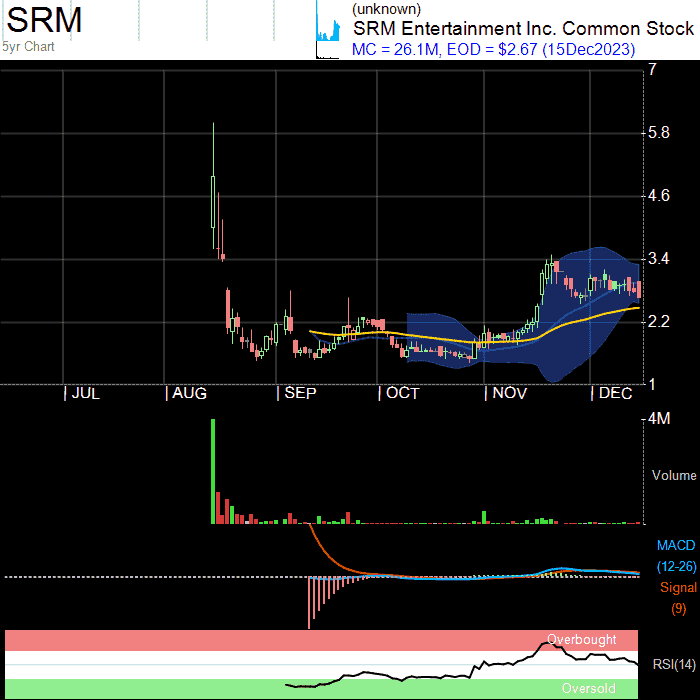 SRM
5yr Chart
(unknown)
SRM Entertainment Inc. Common Stock
MC = 26.1M, EOD = $2.67 (15Dec2023)
7
5.8
4.6
3.4
2.2
1
| JUL | AUG | SEP | OCT | NOV | DEC
4M
Volume
MACD
(12-26)
Signal
(9)
Overbought
RSI(14)
Oversold